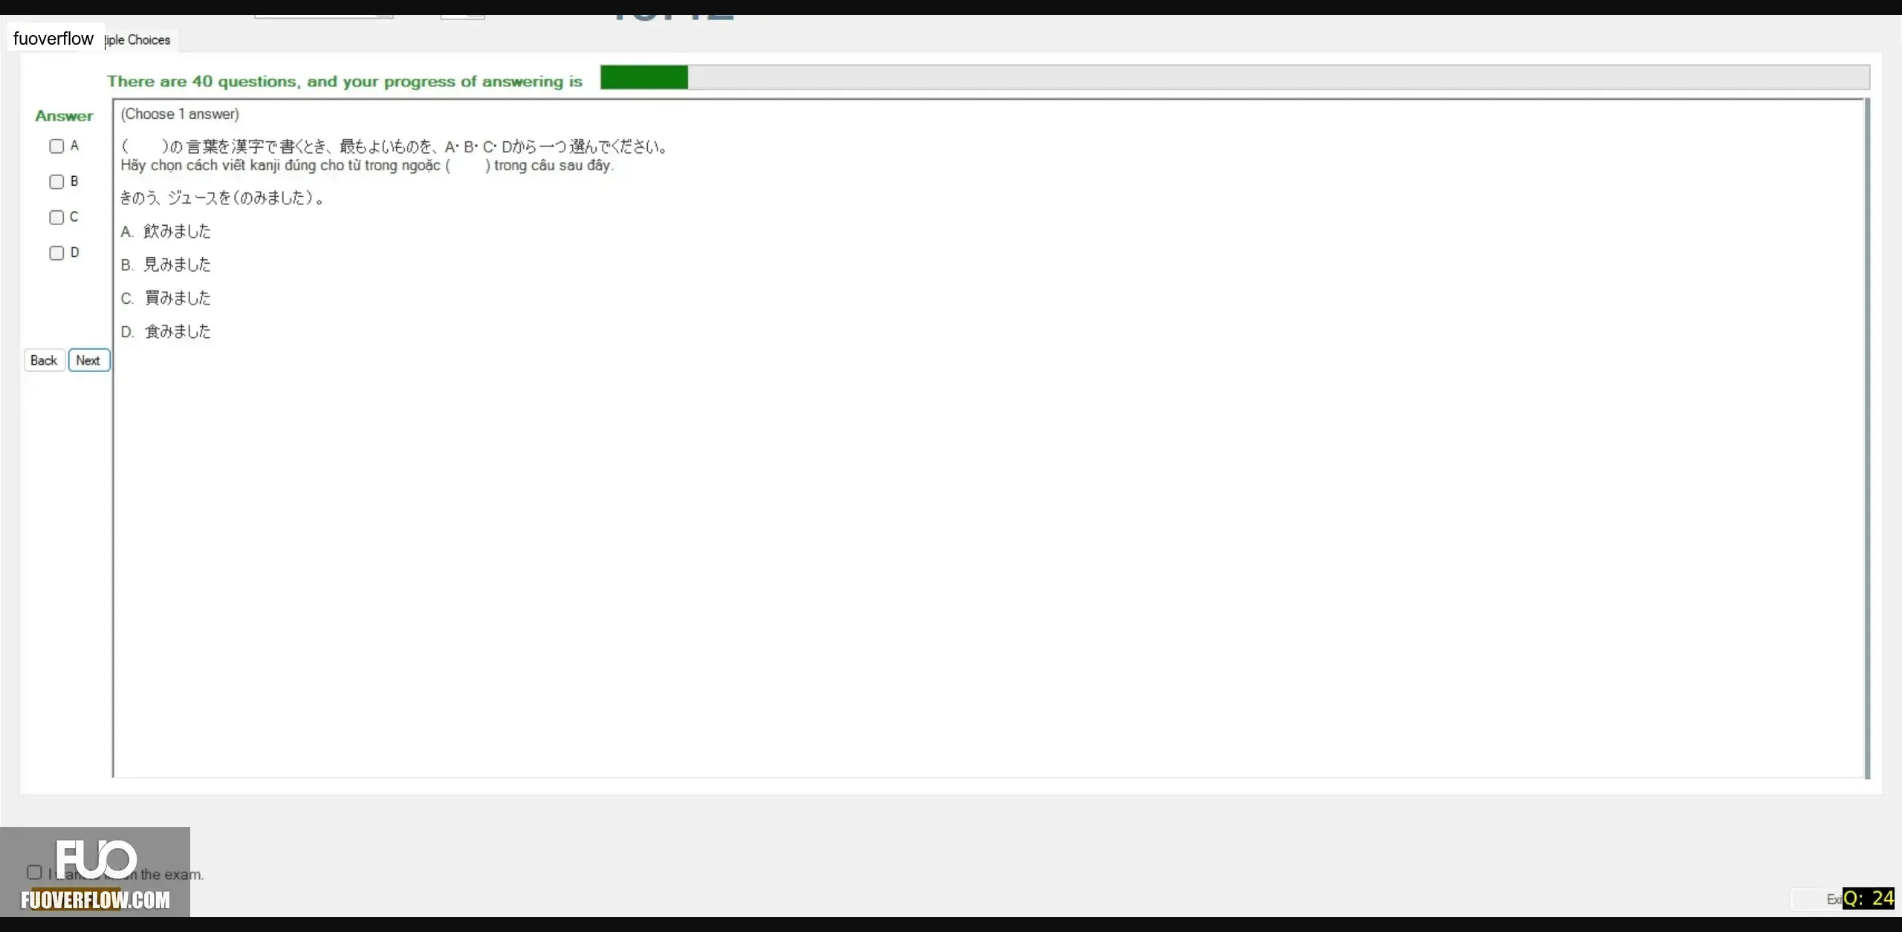 fuoverflow
iple Choices
There are 40 questions, and your progress of answering is
Answer
A
B
C
D
Back
Next
(Choose 1 answer)
(　　)の言葉を漢字で書くとき、最もよいものを、A・B・C・Dから一つ選んでください。
Hãy chọn cách viết kanji đúng cho từ trong ngoặc (　　) trong câu sau đây.
きのう、ジュースを(のみました)。
A. 飲みました
B. 見みました
C. 買みました
D. 食みました
FUO
I the exam.
FUOVERFLOW.COM
Q: 24